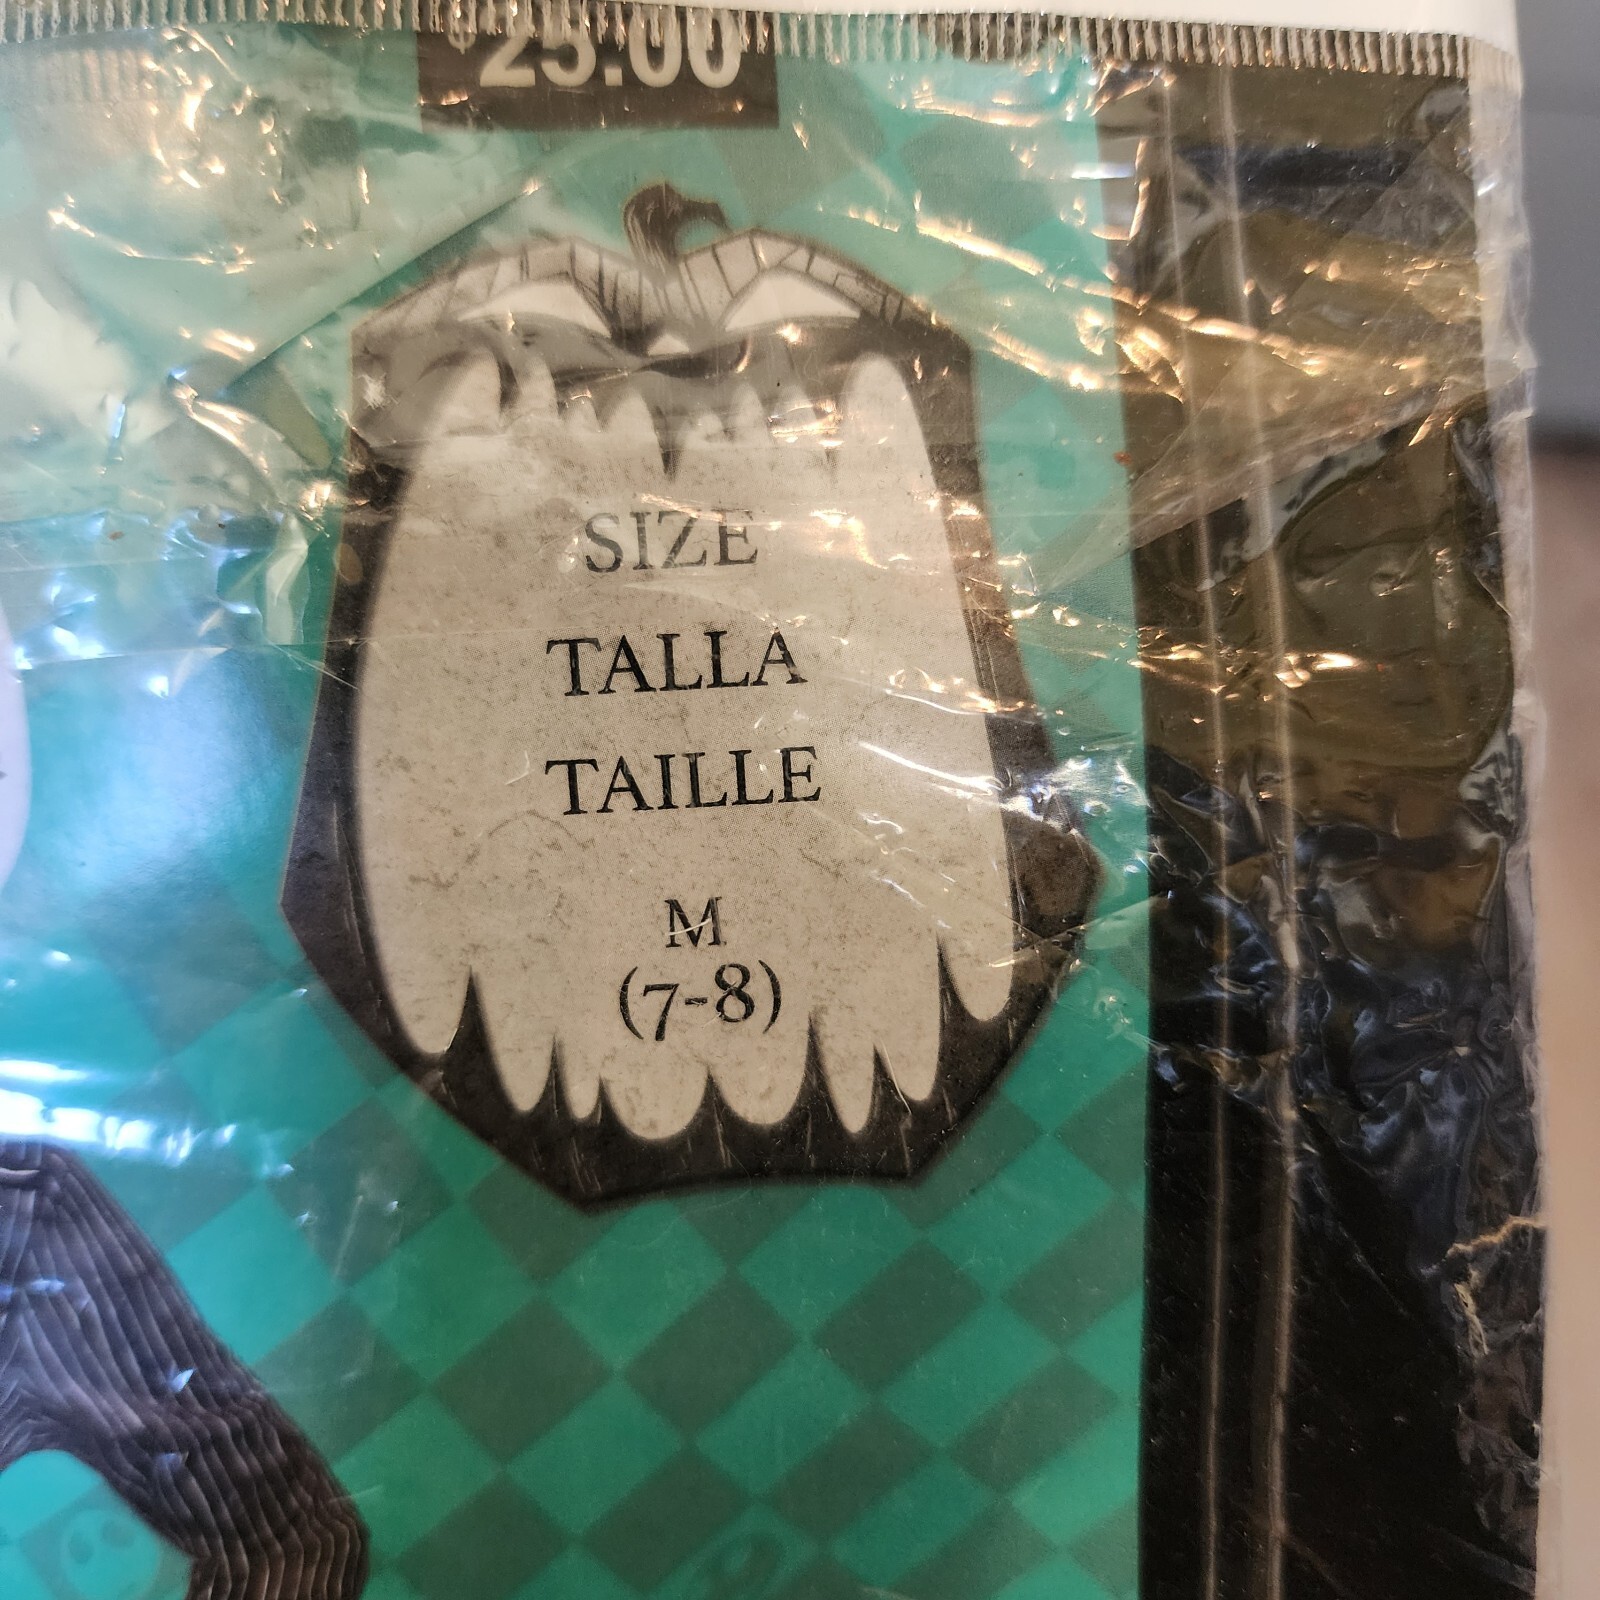 $25.00
SIZE
TALLA
TAILLE
M
(7-8)